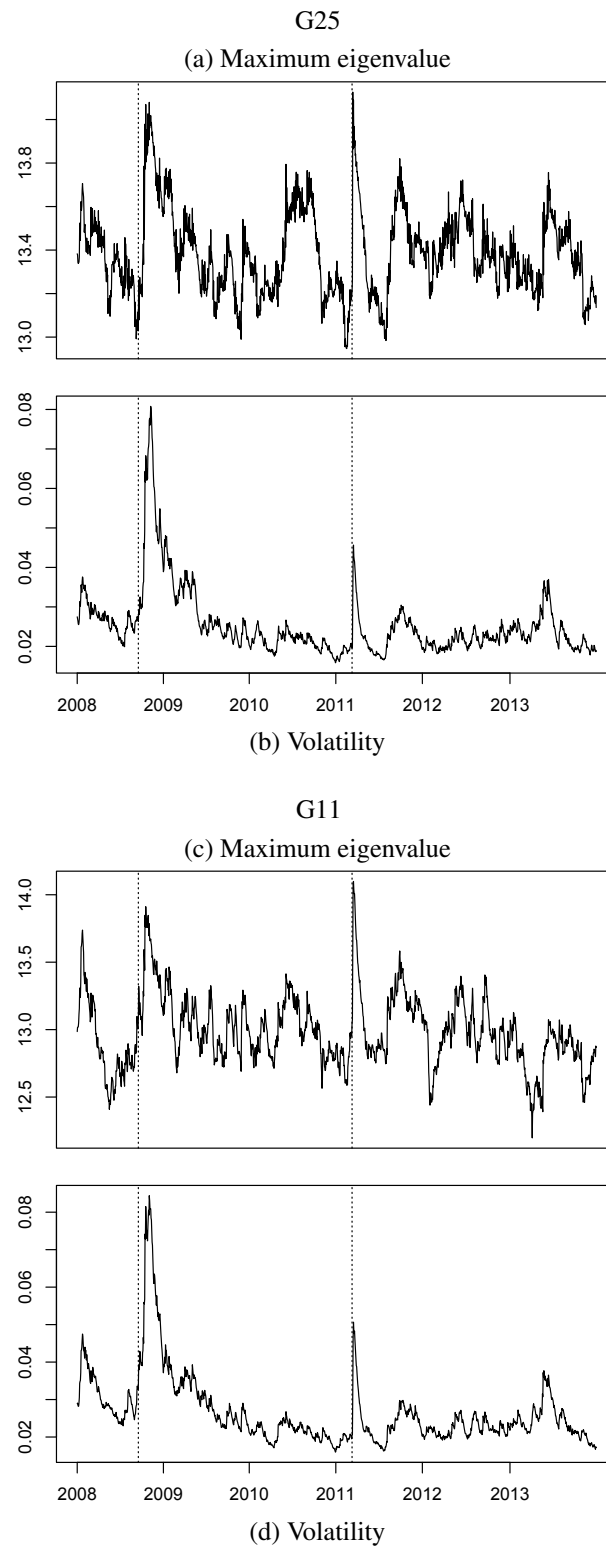 G25
(a) Maximum eigenvalue
13.8
13.4
13.0
0.08
0.06
0.04
0.02
2008 2009 2010 2011 2012 2013
(b) Volatility
G11
(c) Maximum eigenvalue
14.0
13.5
13.0
12.5
0.08
0.06
0.04
0.02
2008 2009 2010 2011 2012 2013
(d) Volatility